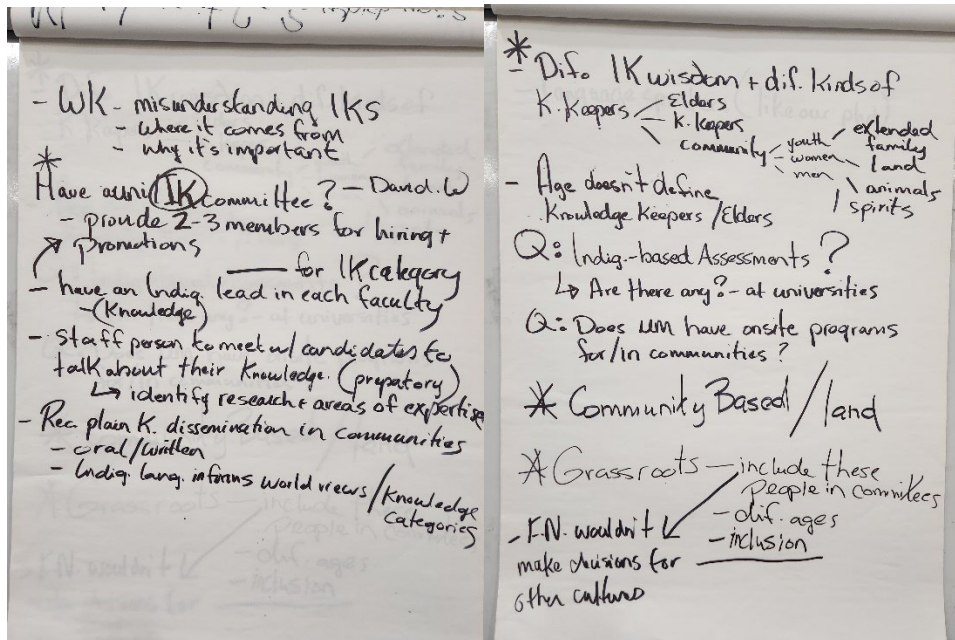 - WK - misunderstanding IKS
- where it comes from
- why it's important
*
Have a uni IK committee? - David.W
- provide 2-3 members for hiring +
promotions
for IK category
- have an Indig. lead in each faculty
- (Knowledge)
- Staff person to meet w/ candidates to
talk about their Knowledge. (prepatory)
↳ identify research + areas of expertise
- Rec. plain K. dissemination in communities
- oral/written
- Indig. lang. informs world views / Knowledge
categories
*
- Dif. IK wisdom + dif. kinds of
K. Keepers - Elders
K. Keepers
community - youth
women
men
extended
family
land
animals
spirits
- Age doesn't define
Knowledge Keepers / Elders
Q: Indig.-based Assessments?
↳ Are there any? - at universities
Q: Does UM have onsite programs
for/in communities?
* Community Based / land
* Grassroots - include these
people in committees
- dif. ages
- inclusion
- F.N. wouldn't
make decisions for
other cultures